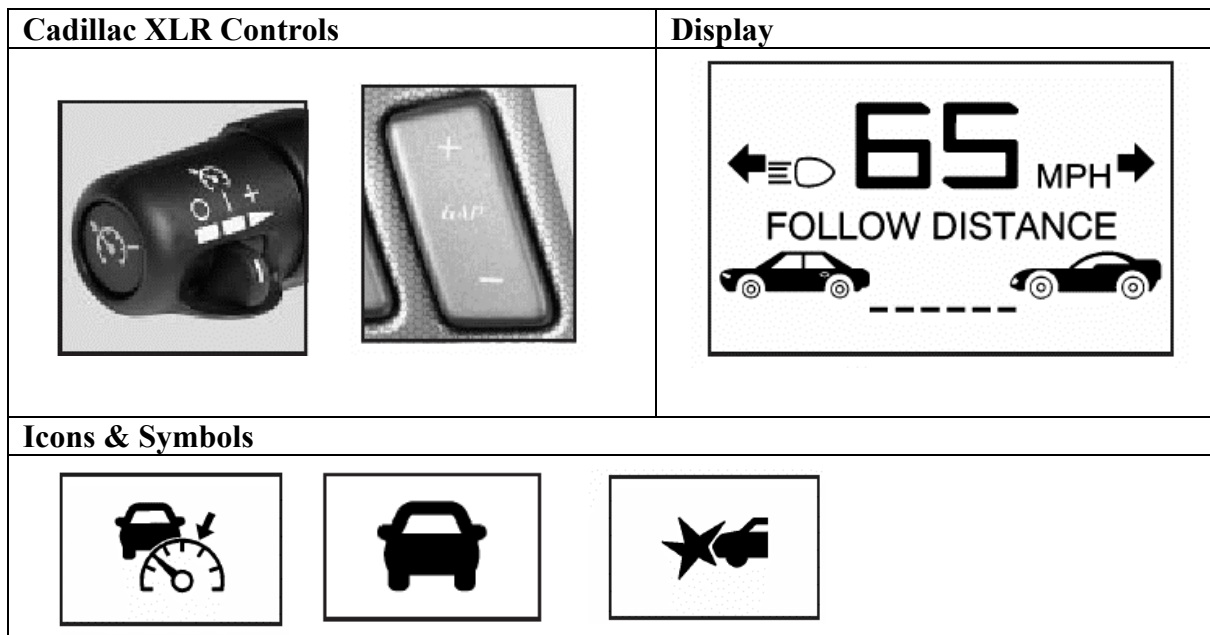 Cadillac XLR Controls
Display
O I +
+
GAP
-
65 MPH
FOLLOW DISTANCE
Icons & Symbols